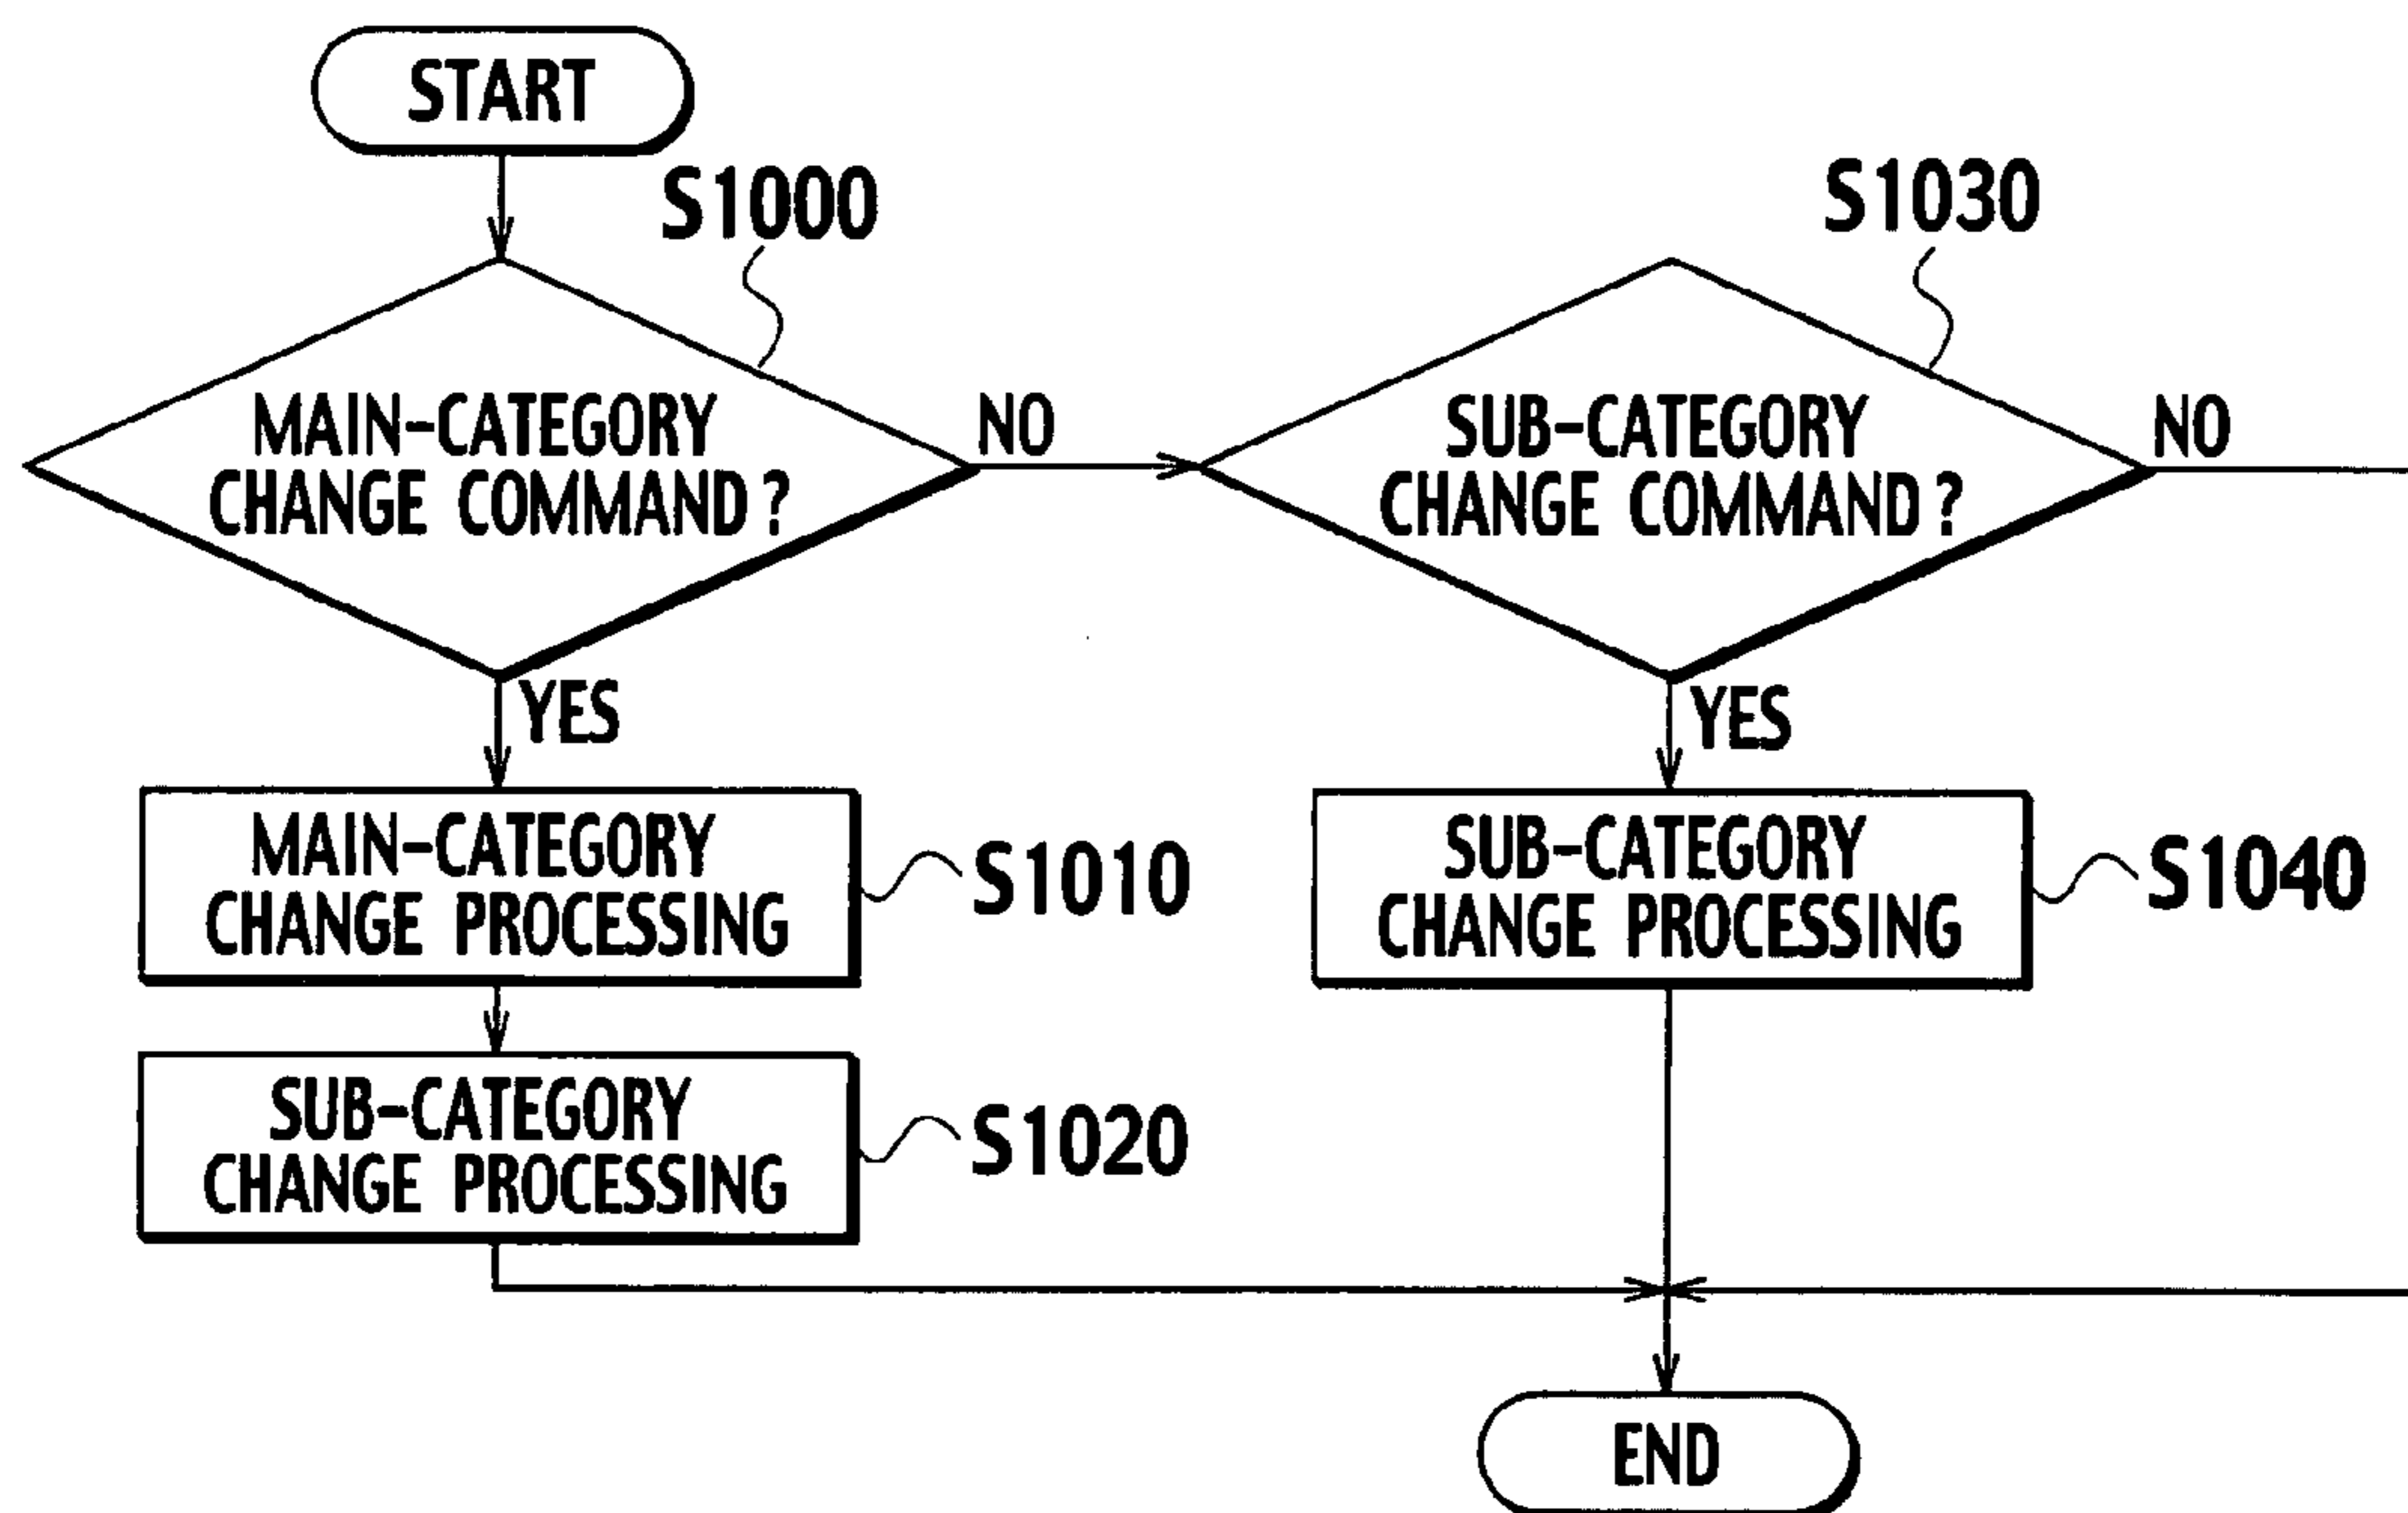 START
S1000
MAIN-CATEGORY
CHANGE COMMAND?
NO
YES
MAIN-CATEGORY
CHANGE PROCESSING
S1010
SUB-CATEGORY
CHANGE PROCESSING
S1020
S1030
SUB-CATEGORY
CHANGE COMMAND?
NO
YES
SUB-CATEGORY
CHANGE PROCESSING
S1040
END